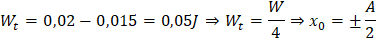 W_t = 0,02 − 0,015 = 0,05J ⇒ W_t = W/4 ⇒ x_0 = ± A/2